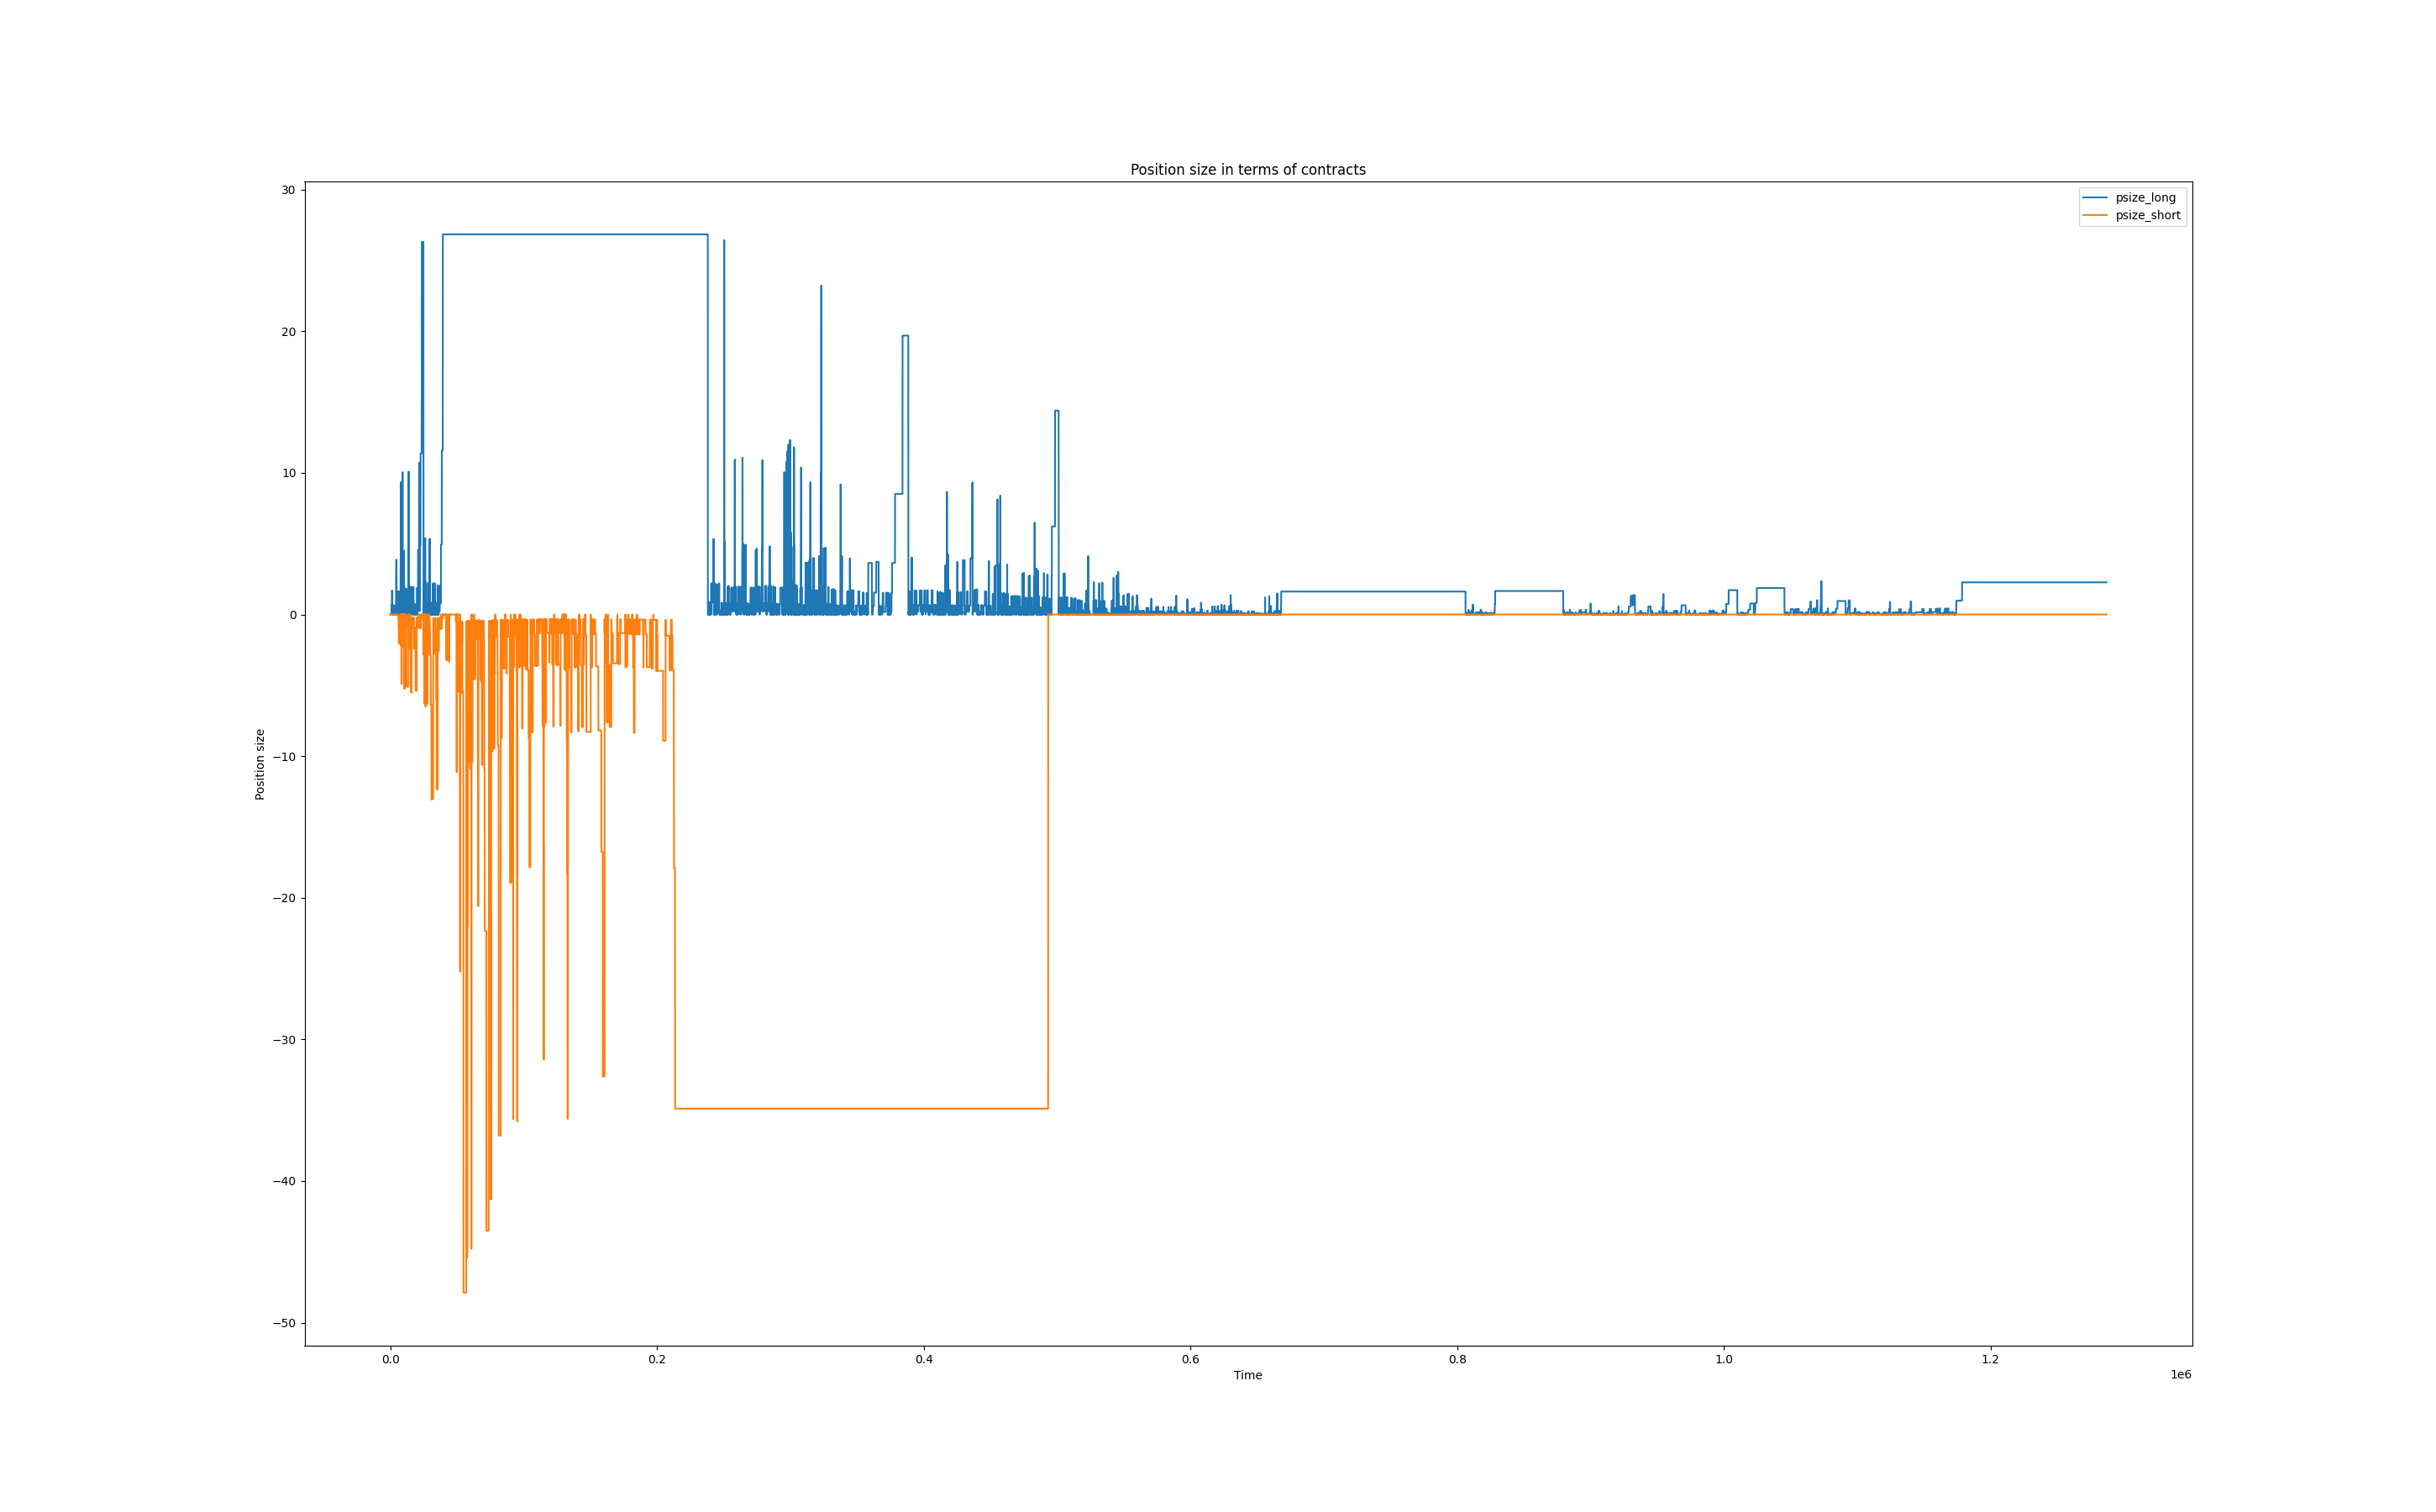 Position size in terms of contracts
psize_long
psize_short
Position size
30
20
10
0
−10
−20
−30
−40
−50
0.0 0.2 0.4 0.6 0.8 1.0 1.2
1e6
Time